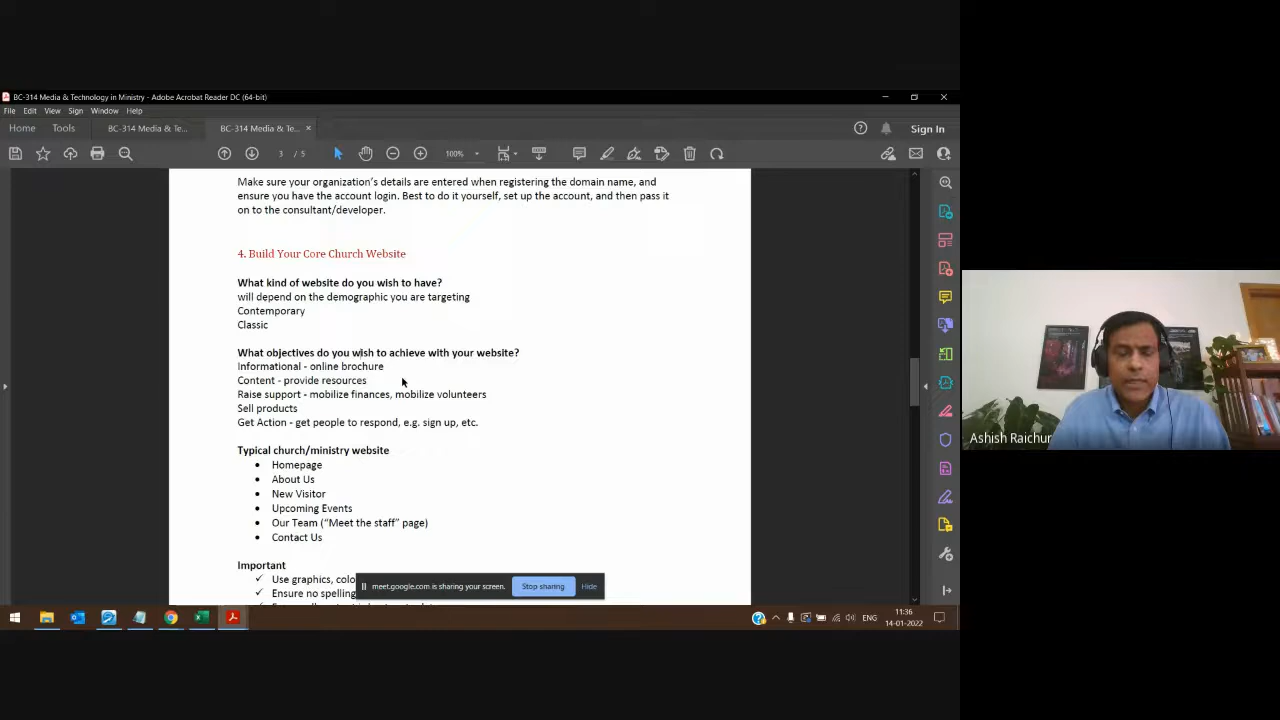 BC-314 Media & Technology in Ministry - Adobe Acrobat Reader DC (64-bit)
File Edit View Sign Window Help
Home Tools BC-314 Media & Te... BC-314 Media & Te... ×
Sign In
3 / 5 100%
Make sure your organization's details are entered when registering the domain name, and
ensure you have the account login. Best to do it yourself, set up the account, and then pass it
on to the consultant/developer.
4. Build Your Core Church Website
What kind of website do you wish to have?
will depend on the demographic you are targeting
Contemporary
Classic
What objectives do you wish to achieve with your website?
Informational - online brochure
Content - provide resources
Raise support - mobilize finances, mobilize volunteers
Sell products
Get Action - get people to respond, e.g. sign up, etc.
Typical church/ministry website
• Homepage
• About Us
• New Visitor
• Upcoming Events
• Our Team ("Meet the staff" page)
• Contact Us
Important
✓ Use graphics, colo
✓ Ensure no spelling
meet.google.com is sharing your screen. Stop sharing Hide
Ashish Raichur
ENG
11:36
14-01-2022